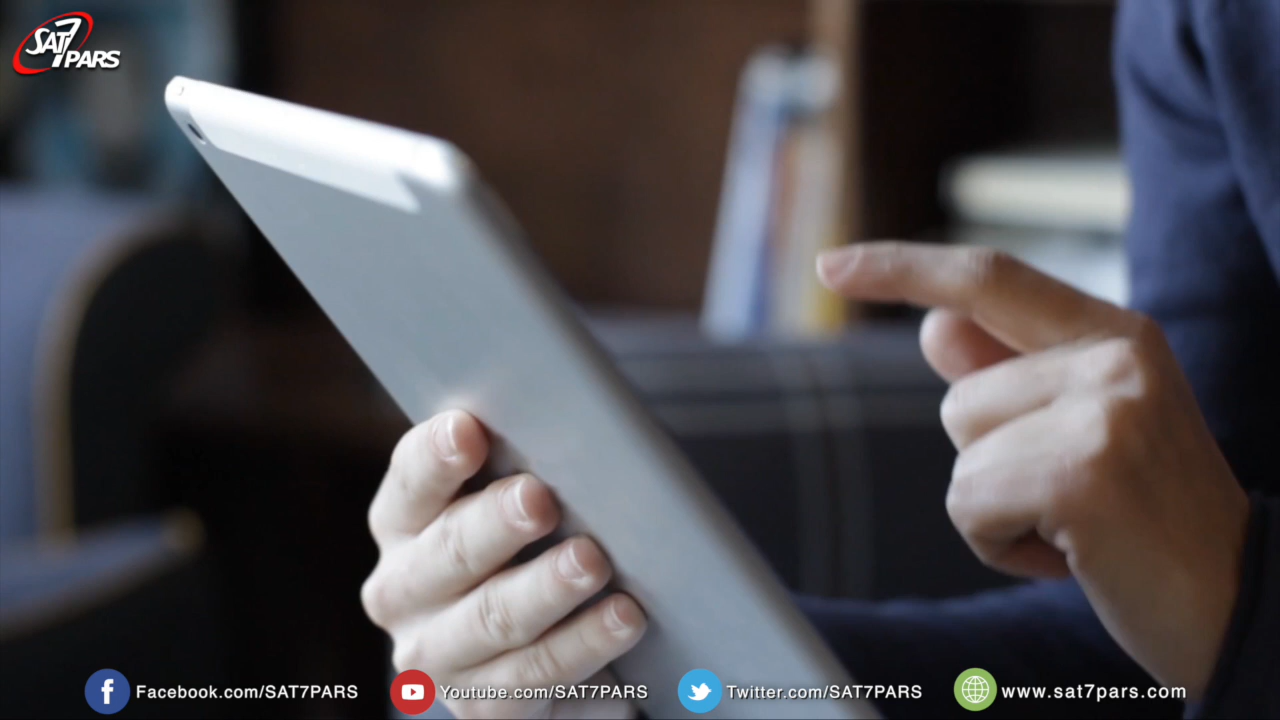 SAT7PARS
Facebook.com/SAT7PARS
Youtube.com/SAT7PARS
Twitter.com/SAT7PARS
www.sat7pars.com